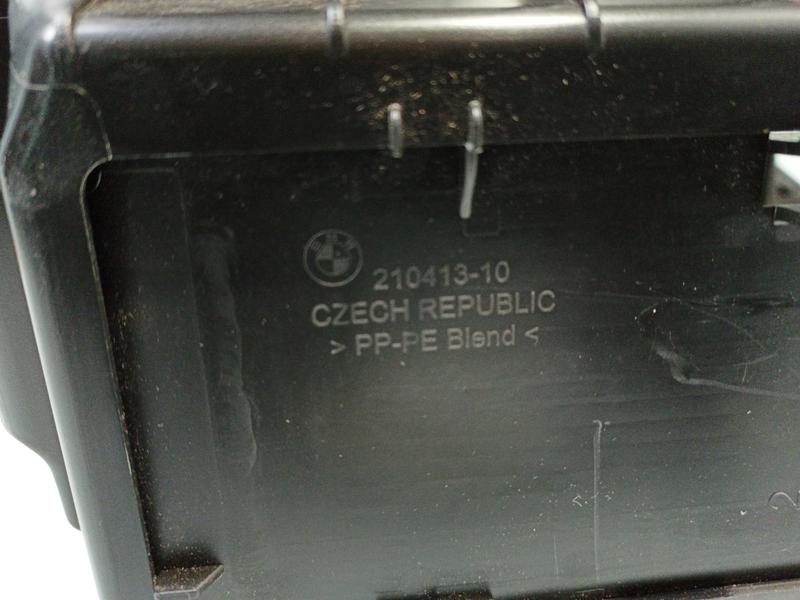 210413-10
CZECH REPUBLIC
> PP-PE Blend <